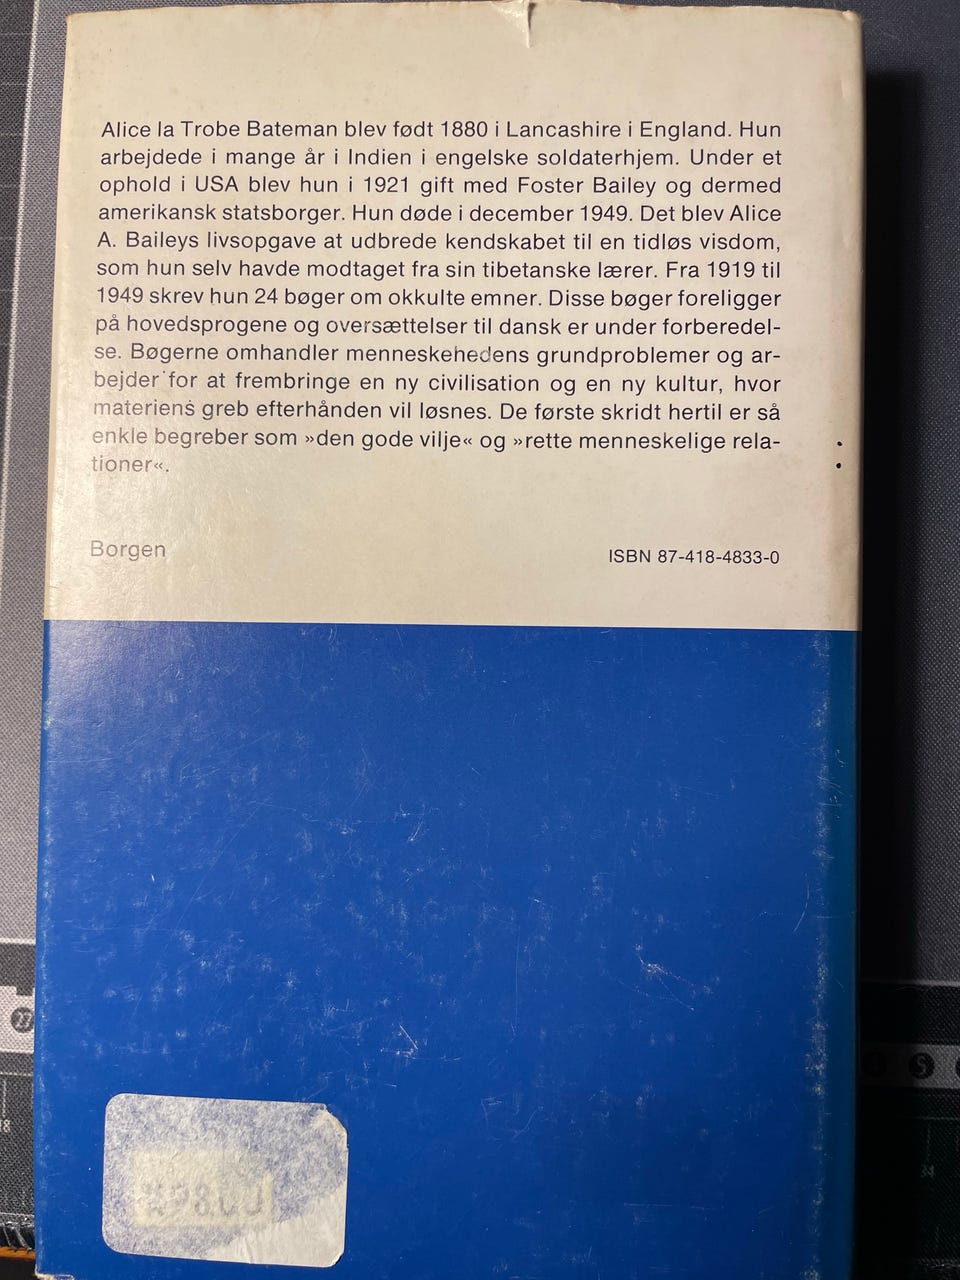 Alice la Trobe Bateman blev født 1880 i Lancashire i England. Hun
arbejdede i mange år i Indien i engelske soldaterhjem. Under et
ophold i USA blev hun i 1921 gift med Foster Bailey og dermed
amerikansk statsborger. Hun døde i december 1949. Det blev Alice
A. Baileys livsopgave at udbrede kendskabet til en tidløs visdom,
som hun selv havde modtaget fra sin tibetanske lærer. Fra 1919 til
1949 skrev hun 24 bøger om okkulte emner. Disse bøger foreligger
på hovedsprogene og oversættelser til dansk er under forberedel-
se. Bøgerne omhandler menneskehedens grundproblemer og ar-
bejder for at frembringe en ny civilisation og en ny kultur, hvor
materiens greb efterhånden vil løsnes. De første skridt hertil er så
enkle begreber som »den gode vilje« og »rette menneskelige rela-
tioner«.
Borgen
ISBN 87-418-4833-0
5
34